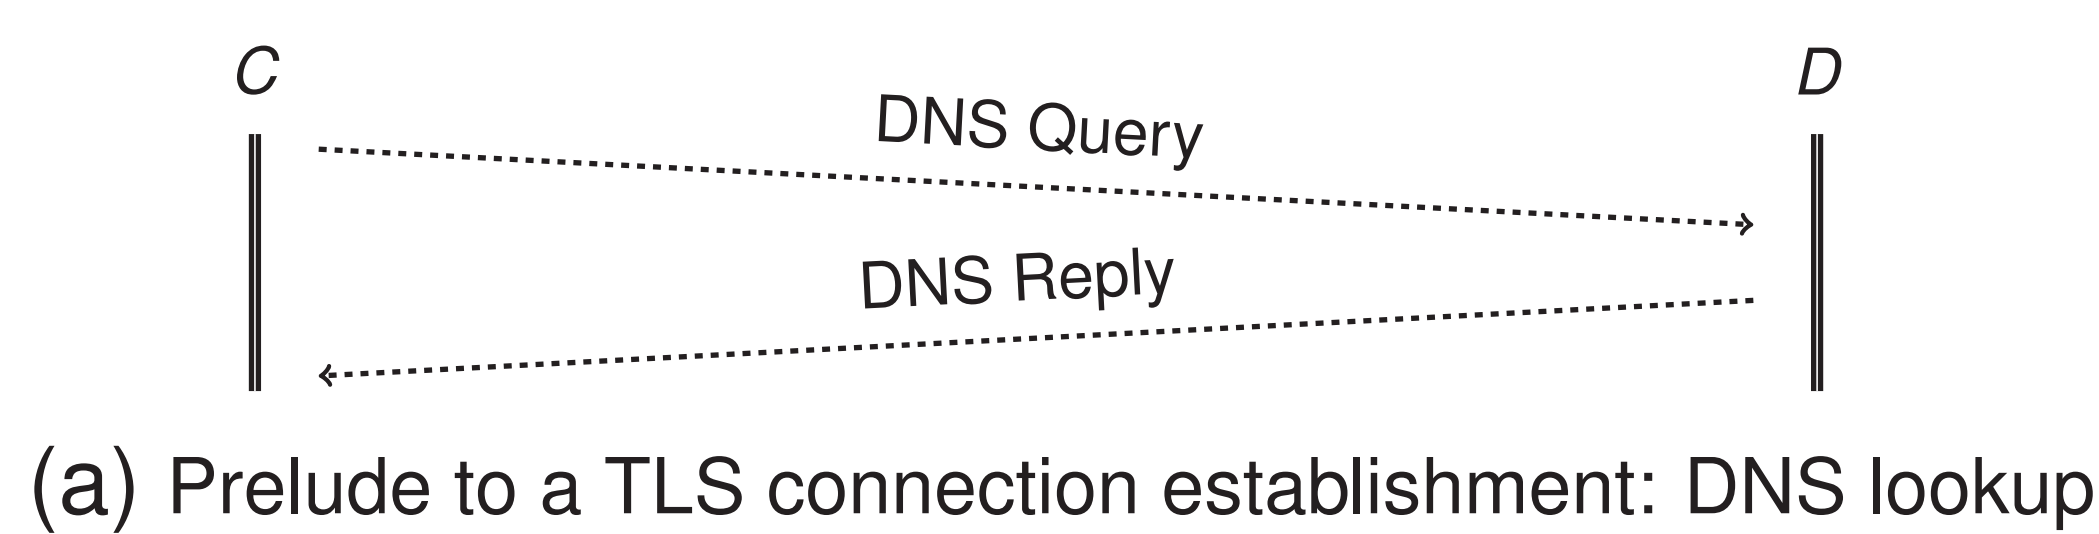 C
D
DNS Query
DNS Reply
(a) Prelude to a TLS connection establishment: DNS lookup